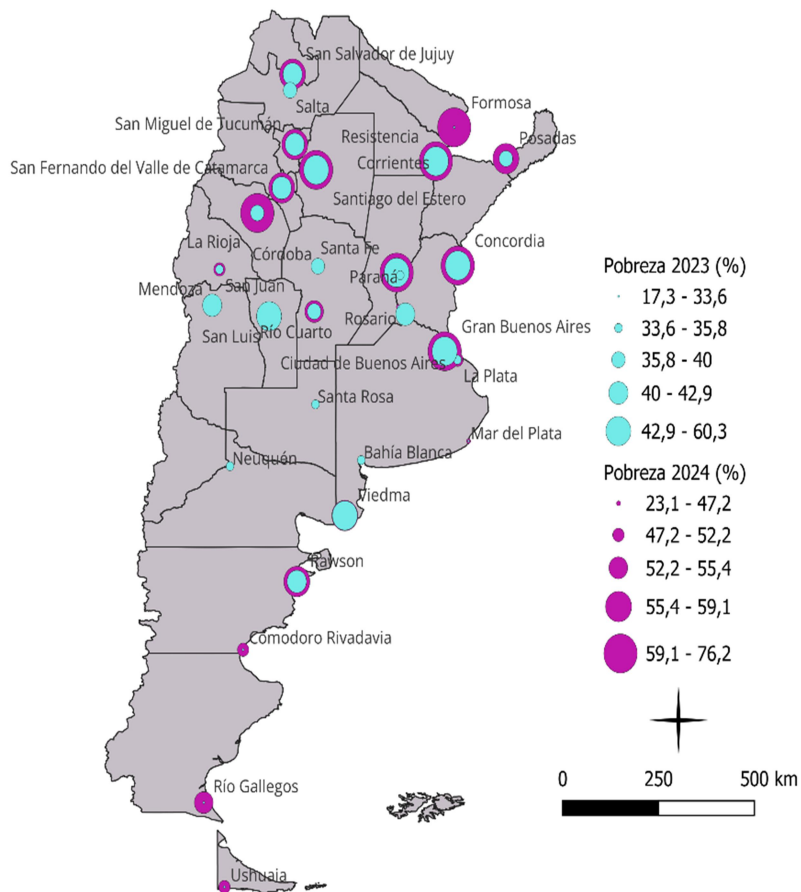 San Salvador de Jujuy
Salta
Formosa
San Miguel de Tucumán
Resistencia
Posadas
San Fernando del Valle de Catamarca
Corrientes
Santiago del Estero
La Rioja
Córdoba
Santa Fe
Concordia
Paraná
Mendoza
San Juan
San Luis
Río Cuarto
Rosario
Gran Buenos Aires
Ciudad de Buenos Aires
La Plata
Santa Rosa
Mar del Plata
Neuquén
Bahía Blanca
Viedma
Rawson
Comodoro Rivadavia
Río Gallegos
Ushuaia
Pobreza 2023 (%)
17,3 - 33,6
33,6 - 35,8
35,8 - 40
40 - 42,9
42,9 - 60,3
Pobreza 2024 (%)
23,1 - 47,2
47,2 - 52,2
52,2 - 55,4
55,4 - 59,1
59,1 - 76,2
0 250 500 km